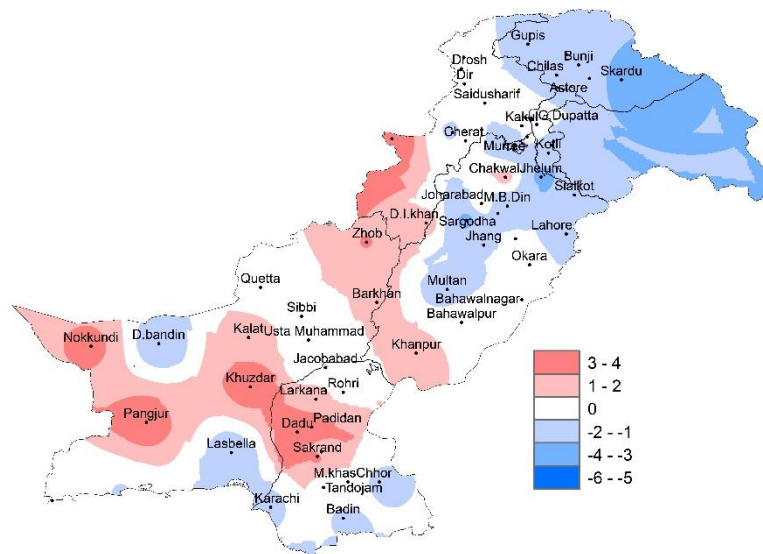 Gupis
Drosh
Dir
Bunji
Chilas
Skardu
Astore
Saidusharif
Kakul
G.Dupatta
Cherat
Murree
Kotli
Chakwal
Jhelum
Sialkot
Joharabad
M.B.Din
D.I.khan
Sargodha
Lahore
Zhob
Jhang
Okara
Quetta
Multan
Barkhan
Bahawalnagar
Sibbi
Bahawalpur
Nokkundi
D.bandin
Kalat
Usta Muhammad
Khanpur
Jacobabad
Khuzdar
Rohri
Larkana
Pangjur
Dadu
Padidan
Lasbella
Sakrand
M.khas
Chhor
Tandojam
Karachi
Badin
3 - 4
1 - 2
0
-2 - -1
-4 - -3
-6 - -5